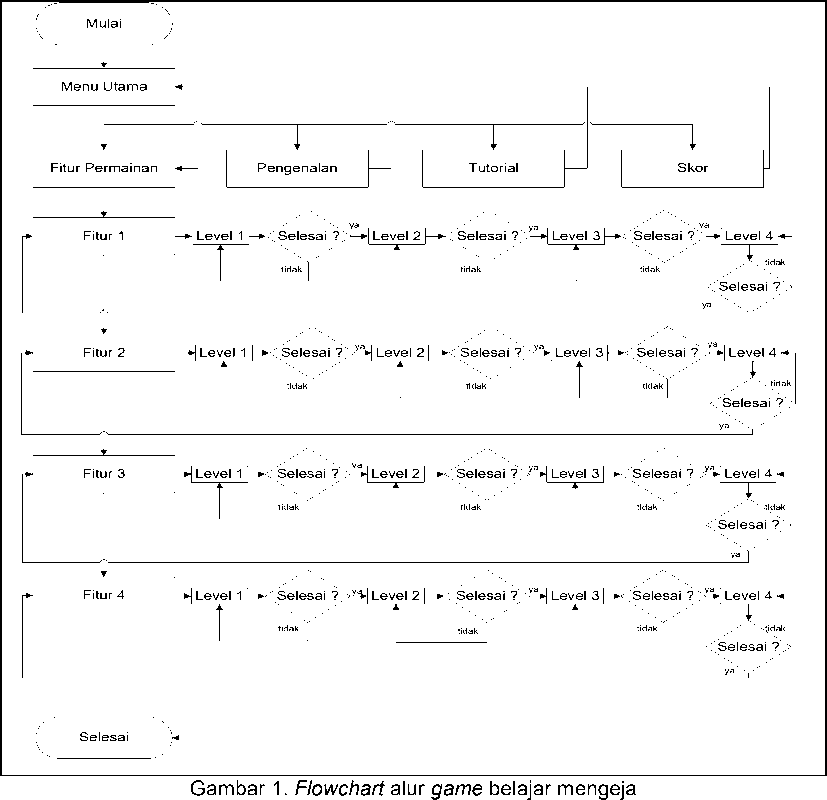 Mulai
Menu Utama
Fitur Permainan Pengenalan Tutorial Skor
Fitur 1 Level 1 Selesai ? ya Level 2 Selesai ? ya Level 3 Selesai ? ya Level 4
tidak tidak tidak tidak
Selesai ?
ya
Fitur 2 Level 1 Selesai ? ya Level 2 Selesai ? ya Level 3 Selesai ? ya Level 4
tidak tidak tidak tidak
Selesai ?
ya
Fitur 3 Level 1 Selesai ? ya Level 2 Selesai ? ya Level 3 Selesai ? ya Level 4
tidak tidak tidak tidak
Selesai ?
ya
Fitur 4 Level 1 Selesai ? ya Level 2 Selesai ? ya Level 3 Selesai ? ya Level 4
tidak tidak tidak tidak
Selesai ?
ya
Selesai
Gambar 1. Flowchart alur game belajar mengeja